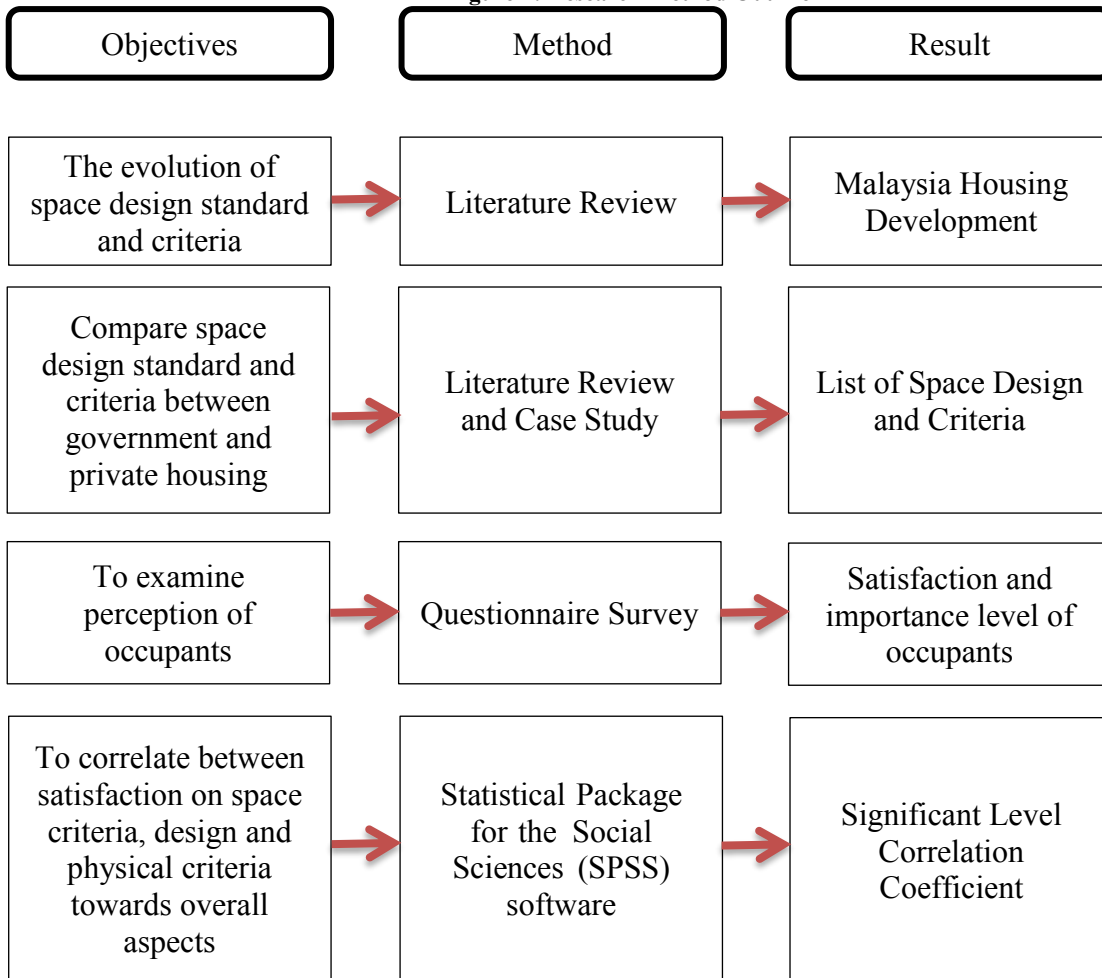 Objectives
Method
Result
The evolution of
space design standard
and criteria
Literature Review
Malaysia Housing
Development
Compare space
design standard and
criteria between
government and
private housing
Literature Review
and Case Study
List of Space Design
and Criteria
To examine
perception of
occupants
Questionnaire Survey
Satisfaction and
importance level of
occupants
To correlate between
satisfaction on space
criteria, design and
physical criteria
towards overall
aspects
Statistical Package
for the Social
Sciences (SPSS)
software
Significant Level
Correlation
Coefficient